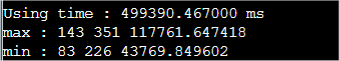 Using time : 499390.467000 ms
max : 143 351 117761.647418
min : 83 226 43769.849602